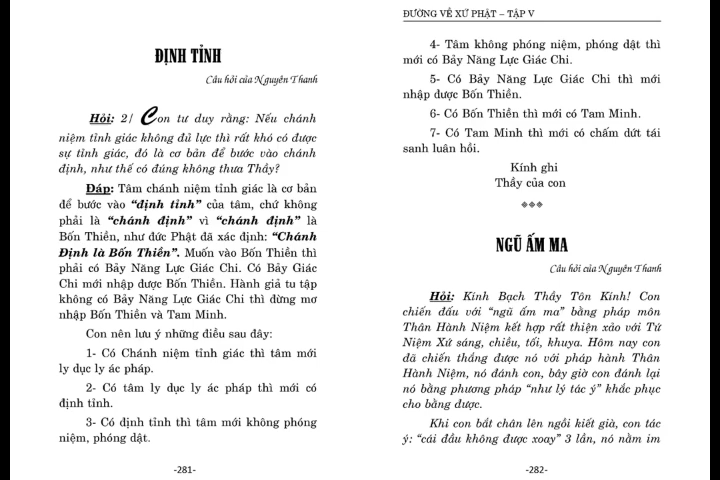 ĐỊNH TỈNH
Câu hỏi của Nguyên Thanh
Hỏi: 2/ Con tư duy rằng: Nếu chánh
niệm tỉnh giác không đủ lực thì rất khó có được
sự tỉnh giác, đó là cơ bản để bước vào chánh
định, như thế có đúng không thưa Thầy?
Đáp: Tâm chánh niệm tỉnh giác là cơ bản
để bước vào “định tỉnh” của tâm, chứ không
phải là “chánh định” vì “chánh định” là
Bốn Thiền, như đức Phật đã xác định: “Chánh
Định là Bốn Thiền”. Muốn vào Bốn Thiền thì
phải có Bảy Năng Lực Giác Chi. Có Bảy Giác
Chi mới nhập được Bốn Thiền. Hành giả tu tập
không có Bảy Năng Lực Giác Chi thì đừng mơ
nhập Bốn Thiền và Tam Minh.
Con nên lưu ý những điều sau đây:
1- Có Chánh niệm tỉnh giác thì tâm mới
ly dục ly ác pháp.
2- Có tâm ly dục ly ác pháp thì mới có
định tỉnh.
3- Có định tỉnh thì tâm mới không phóng
niệm, phóng dật.
-281-
ĐƯỜNG VỀ XỨ PHẬT – TẬP V
4- Tâm không phóng niệm, phóng dật thì
mới có Bảy Năng Lực Giác Chi.
5- Có Bảy Năng Lực Giác Chi thì mới
nhập được Bốn Thiền.
6- Có Bốn Thiền thì mới có Tam Minh.
7- Có Tam Minh thì mới có chấm dứt tái
sanh luân hồi.
Kính ghi
Thầy của con
NGŨ ẤM MA
Câu hỏi của Nguyên Thanh
Hỏi: Kính Bạch Thầy Tôn Kính! Con
chiến đấu với “ngũ ấm ma” bằng pháp môn
Thân Hành Niệm kết hợp rất thiện xảo với Tứ
Niệm Xứ sáng, chiều, tối, khuya. Hôm nay con
đã chiến thắng được nó với pháp hành Thân
Hành Niệm, nó đánh con, bây giờ con đánh lại
nó bằng phương pháp “như lý tác ý” khắc phục
cho bằng được.
Khi con bắt chân lên ngồi kiết già, con tác
ý: “cái đầu không được xoay” 3 lần, nó nằm im
-282-